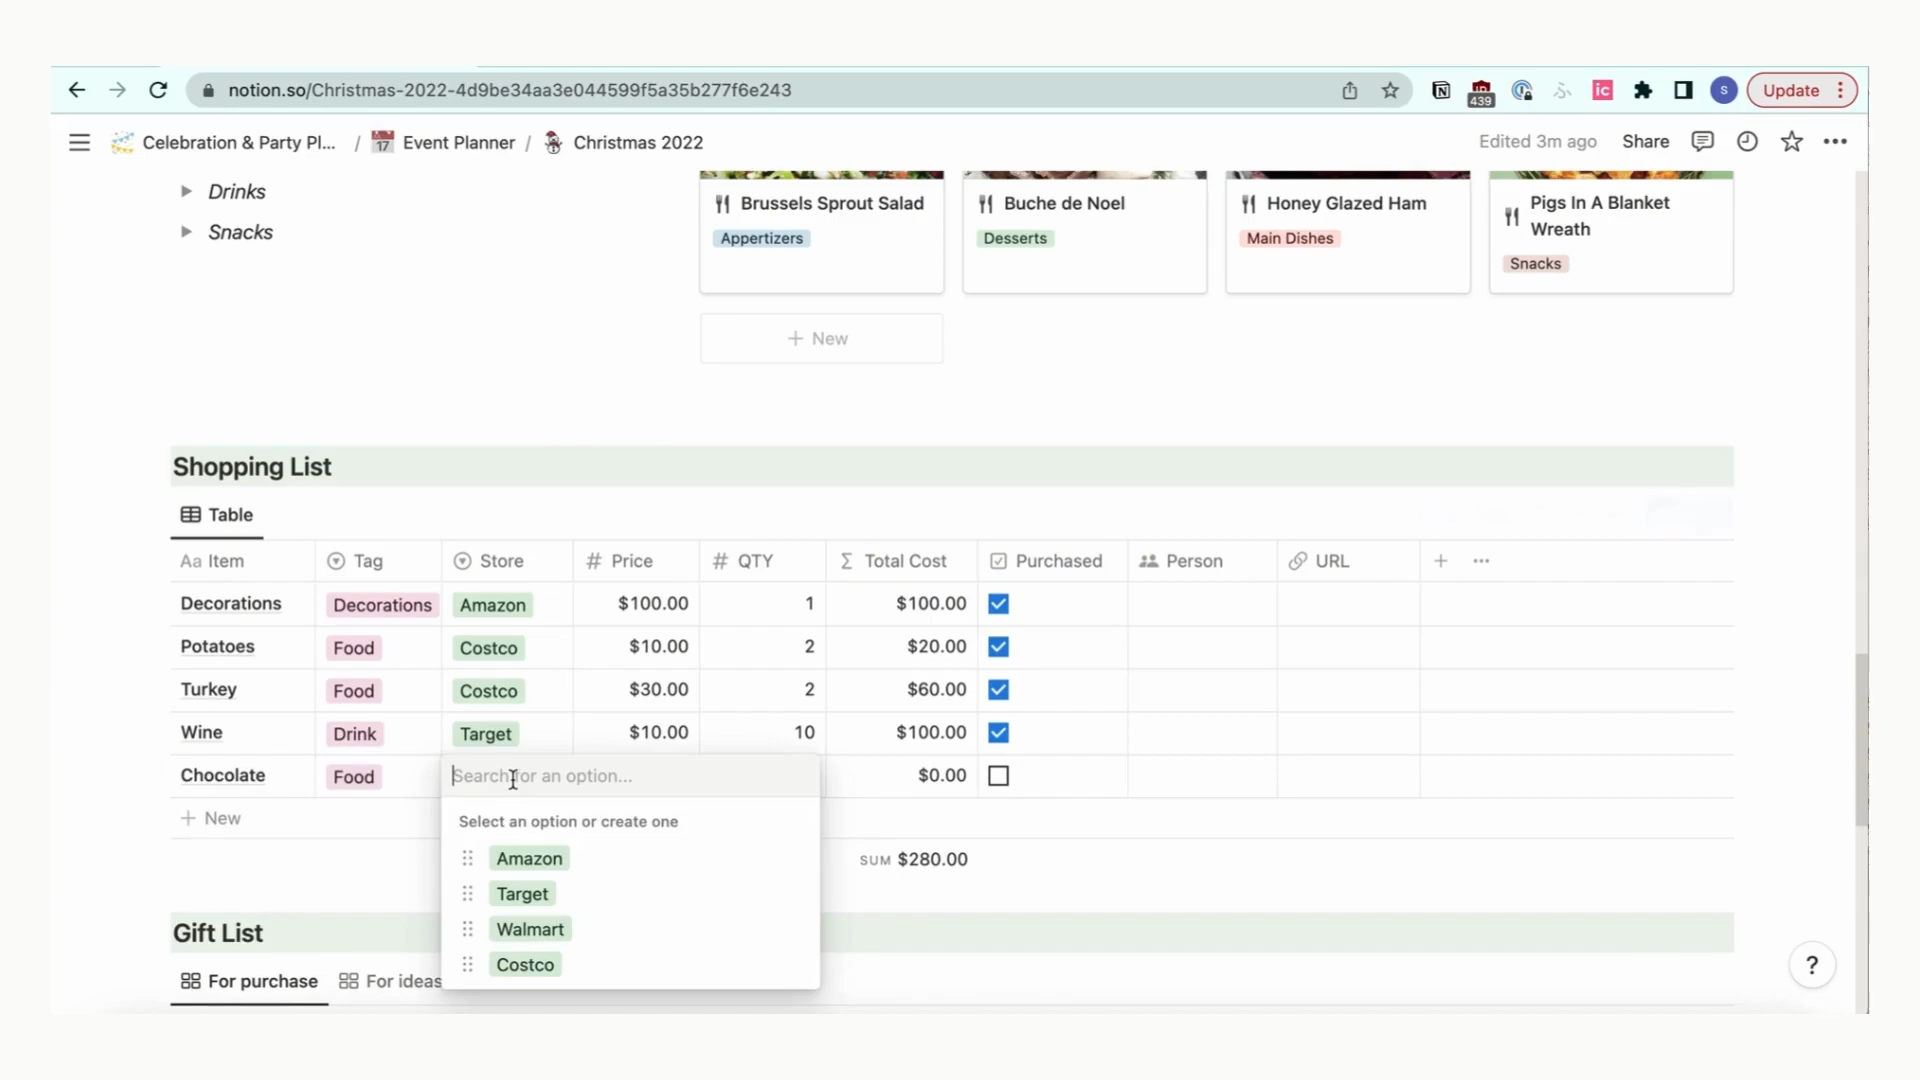 notion.so/Christmas-2022-4d9be34aa3e044599f5a35b277f6e243
439
ic
S
Update
Celebration & Party Pl... / 17 Event Planner / Christmas 2022
Edited 3m ago
Share
Drinks
Snacks
Brussels Sprout Salad
Appertizers
Buche de Noel
Desserts
Honey Glazed Ham
Main Dishes
Pigs In A Blanket
Wreath
Snacks
+ New
Shopping List
Table
Aa Item Tag Store # Price # QTY Σ Total Cost Purchased Person URL + ...
Decorations Decorations Amazon $100.00 1 $100.00
Potatoes Food Costco $10.00 2 $20.00
Turkey Food Costco $30.00 2 $60.00
Wine Drink Target $10.00 10 $100.00
Chocolate Food Search for an option... $0.00
+ New
Select an option or create one
Amazon
Target
Walmart
Costco
SUM $280.00
Gift List
For purchase
For ideas
?